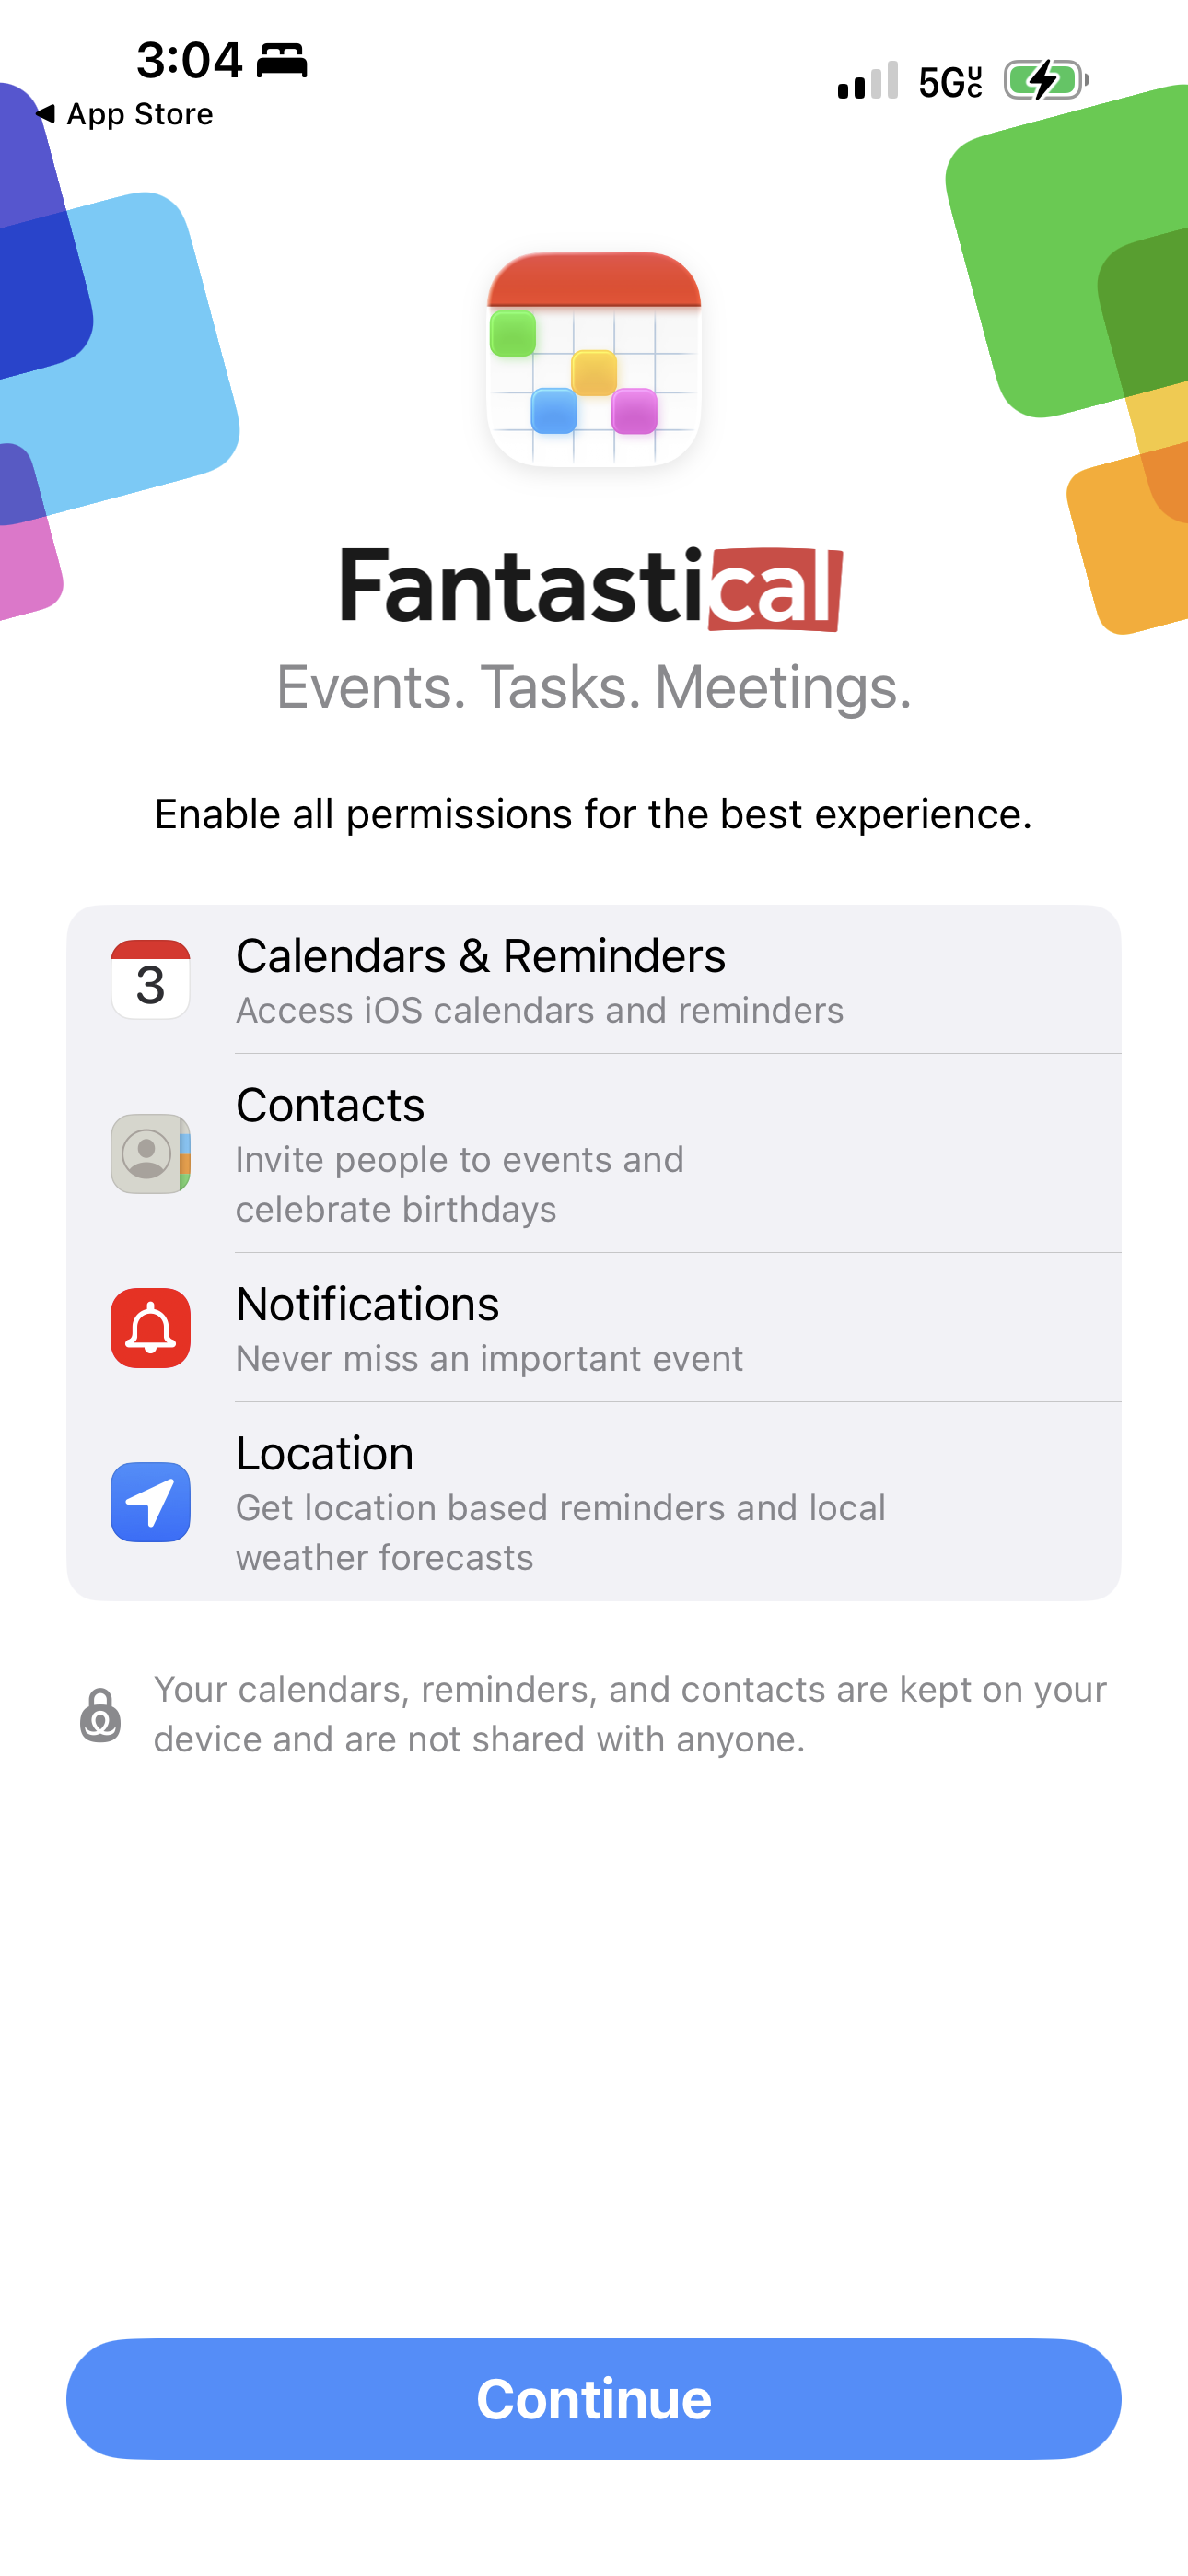 3:04
App Store
5G UC
Fantastical
Events. Tasks. Meetings.
Enable all permissions for the best experience.
3
Calendars & Reminders
Access iOS calendars and reminders
Contacts
Invite people to events and
celebrate birthdays
Notifications
Never miss an important event
Location
Get location based reminders and local
weather forecasts
Your calendars, reminders, and contacts are kept on your
device and are not shared with anyone.
Continue